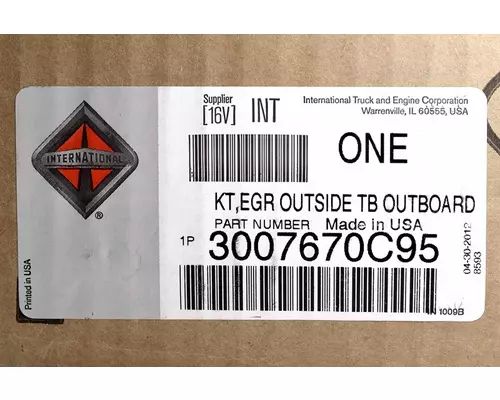 Supplier
[16V] INT
International Truck and Engine Corporation
Warrenville, IL 60555, USA
INTERNATIONAL
®
ONE
KT,EGR OUTSIDE TB OUTBOARD
PART NUMBER Made in USA
1P 3007670C95
04-30-2012
8593
Printed in USA
N 1009B